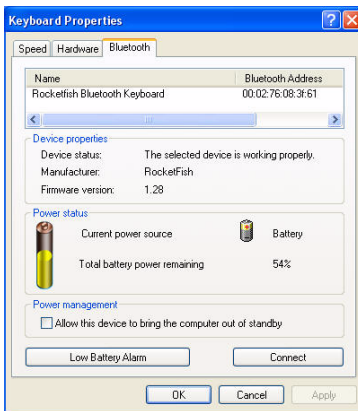 Keyboard Properties
Speed Hardware Bluetooth
Name Bluetooth Address
Rocketfish Bluetooth Keyboard 00:02:76:08:3f:61
Device properties
Device status: The selected device is working properly.
Manufacturer: RocketFish
Firmware version: 1.28
Power status
Current power source Battery
Total battery power remaining 54%
Power management
Allow this device to bring the computer out of standby
Low Battery Alarm Connect
OK Cancel Apply